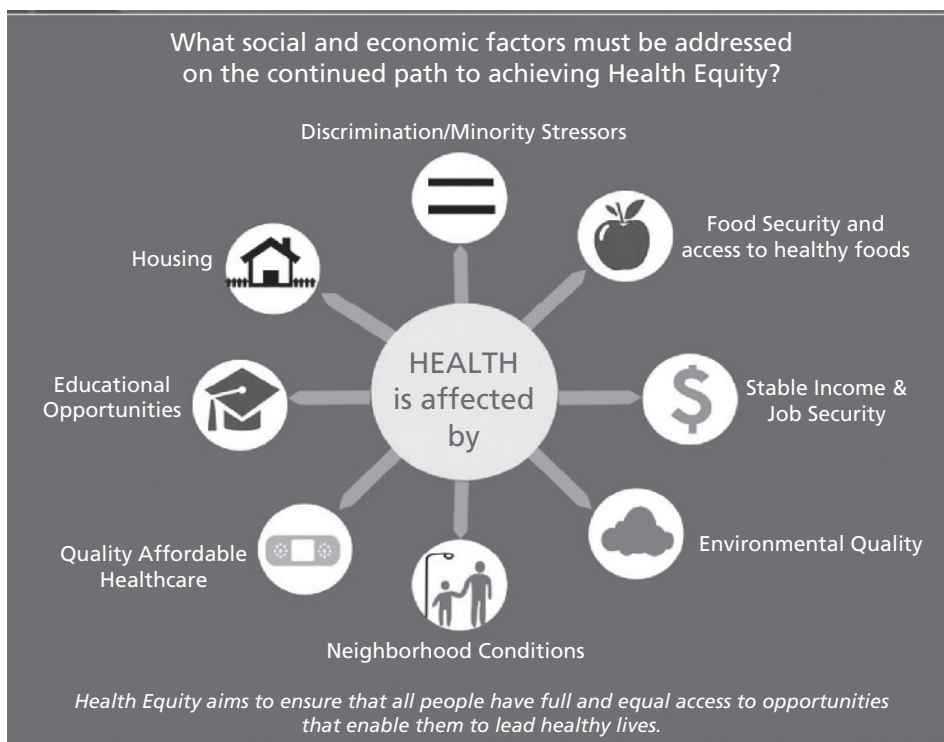 What social and economic factors must be addressed
on the continued path to achieving Health Equity?
Discrimination/Minority Stressors
Food Security and
access to healthy foods
Housing
HEALTH
is affected
by
Educational
Opportunities
Stable Income &
Job Security
Quality Affordable
Healthcare
Environmental Quality
Neighborhood Conditions
Health Equity aims to ensure that all people have full and equal access to opportunities
that enable them to lead healthy lives.